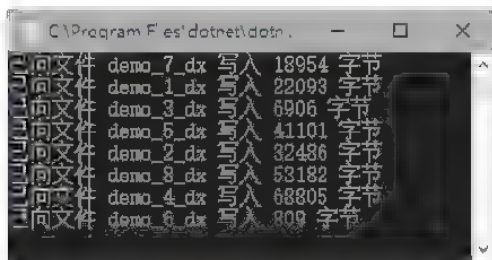 C:\Program Files\dotnet\dotn...
向文件 demo_7_dx 写入 18954 字节
向文件 demo_1_dx 写入 22093 字节
向文件 demo_3_dx 写入 6906 字节
向文件 demo_5_dx 写入 41101 字节
向文件 demo_2_dx 写入 32486 字节
向文件 demo_8_dx 写入 53182 字节
向文件 demo_4_dx 写入 68805 字节
向文件 demo_6_dx 写入 809 字节